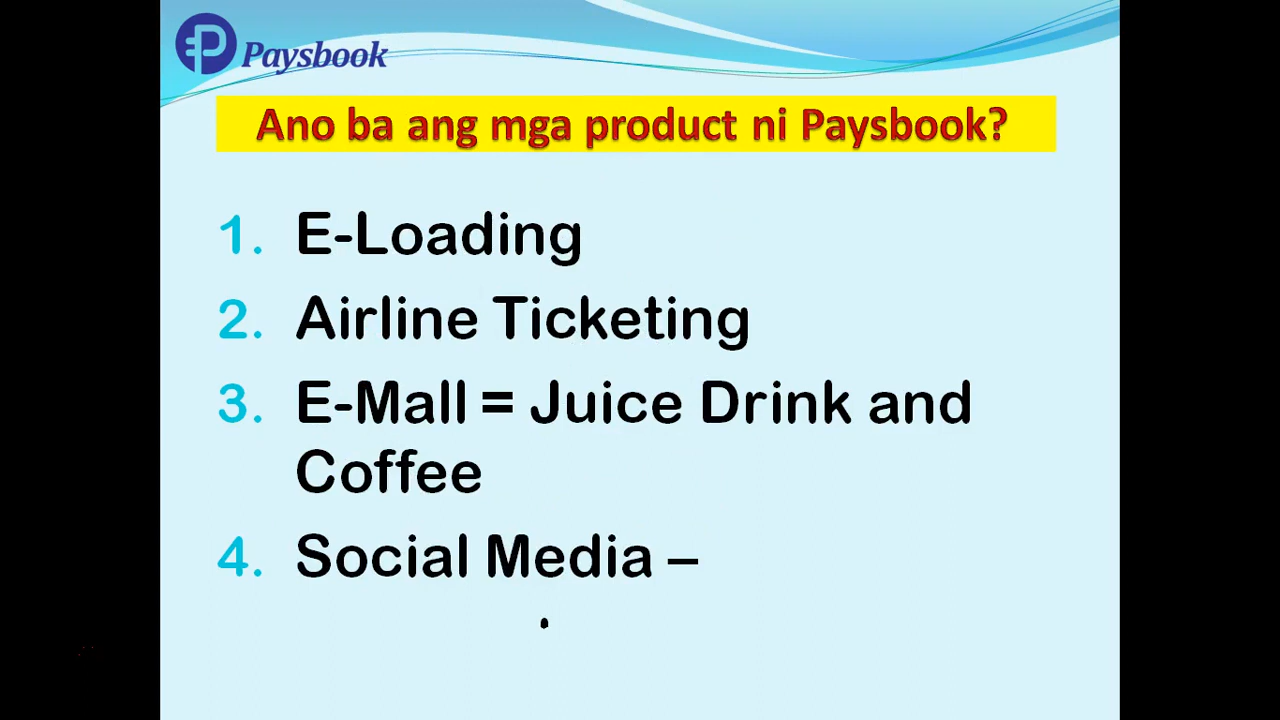 Paysbook
Ano ba ang mga product ni Paysbook?
1. E-Loading
2. Airline Ticketing
3. E-Mall = Juice Drink and
Coffee
4. Social Media –